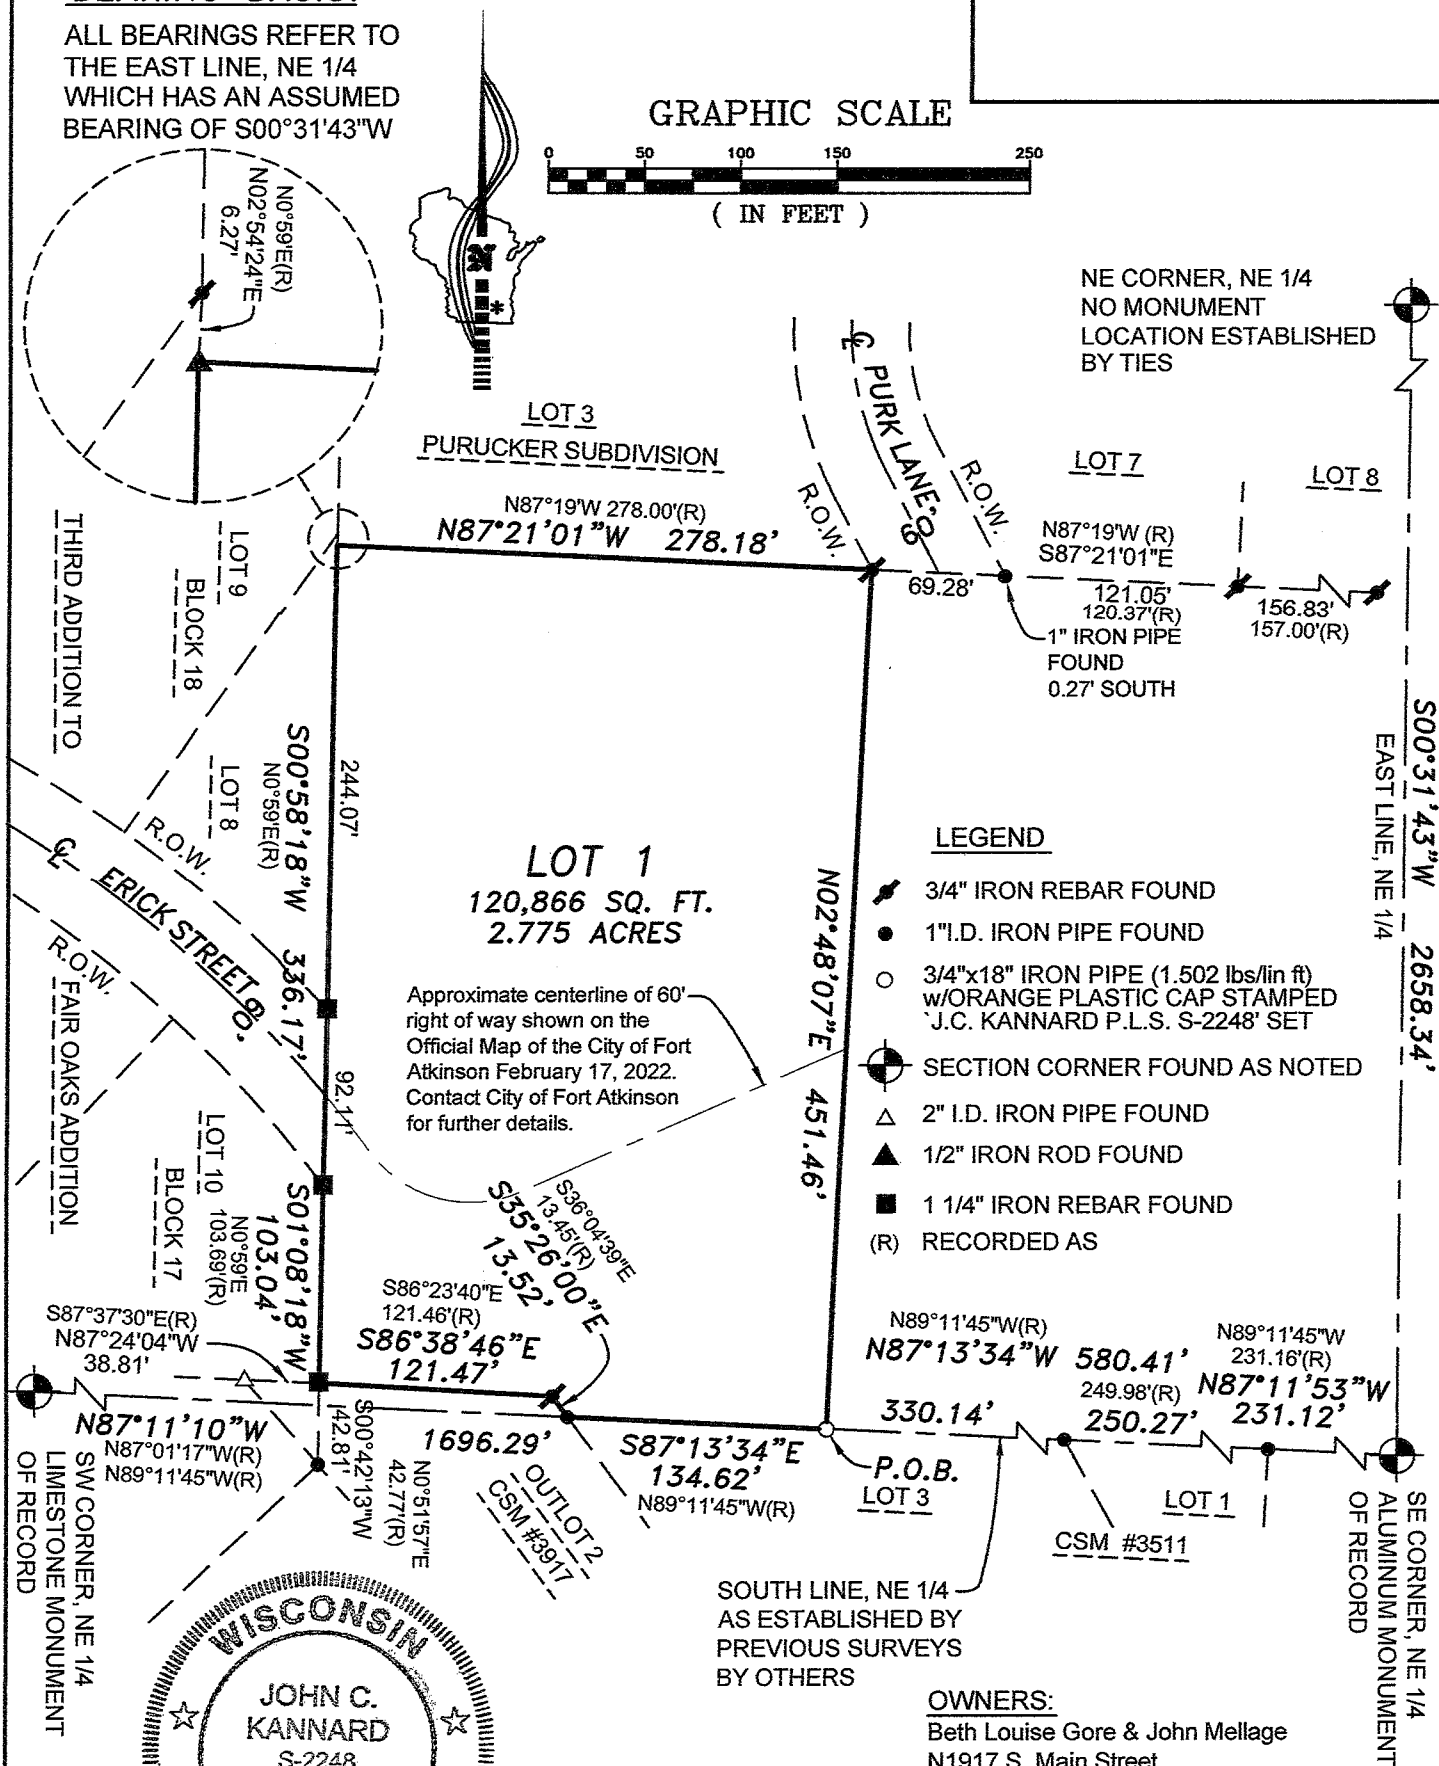 ALL BEARINGS REFER TO
THE EAST LINE, NE 1/4
WHICH HAS AN ASSUMED
BEARING OF S00°31'43"W
GRAPHIC SCALE
0 50 100 150 250
( IN FEET )
N0°59'E(R)
N02°54'24"E
6.27'
*
NE CORNER, NE 1/4
NO MONUMENT
LOCATION ESTABLISHED
BY TIES
LOT 3
PURUCKER SUBDIVISION
℄ PURK LANE, 60'
R.O.W.
R.O.W.
LOT 7
LOT 8
N87°19'W 278.00'(R)
N87°21'01"W 278.18'
N87°19'W (R)
S87°21'01"E
69.28'
121.05'
120.37'(R)
156.83'
157.00'(R)
1" IRON PIPE
FOUND
0.27' SOUTH
THIRD ADDITION TO
LOT 9
BLOCK 18
LOT 8
S00°58'18"W 336.17'
N0°59'E(R)
244.07'
92.11'
R.O.W.
℄ ERICK STREET 60'
R.O.W.
FAIR OAKS ADDITION
LOT 1
120,866 SQ. FT.
2.775 ACRES
Approximate centerline of 60'
right of way shown on the
Official Map of the City of Fort
Atkinson February 17, 2022.
Contact City of Fort Atkinson
for further details.
N02°48'07"E 451.46'
S00°31'43"W 2658.34'
EAST LINE, NE 1/4
LEGEND
3/4" IRON REBAR FOUND
1"I.D. IRON PIPE FOUND
3/4"x18" IRON PIPE (1.502 lbs/lin ft)
w/ORANGE PLASTIC CAP STAMPED
`J.C. KANNARD P.L.S. S-2248' SET
SECTION CORNER FOUND AS NOTED
2" I.D. IRON PIPE FOUND
1/2" IRON ROD FOUND
1 1/4" IRON REBAR FOUND
(R) RECORDED AS
LOT 10
BLOCK 17
S01°08'18"W
103.04'
N0°59'E
103.69'(R)
S36°04'39"E
13.45'(R)
S35°26'00"E
13.52'
S86°23'40"E
121.46'(R)
S86°38'46"E
121.47'
S87°37'30"E(R)
N87°24'04"W
38.81'
N87°11'10"W
N87°01'17"W(R)
N89°11'45"W(R)
1696.29'
S00°42'13"W
42.81'
N0°51'57"E
42.77'(R)
OUTLOT 2
CSM #3917
S87°13'34"E
134.62'
N89°11'45"W(R)
N89°11'45"W(R)
N87°13'34"W 580.41'
249.98'(R)
330.14'
250.27'
N89°11'45"W
231.16'(R)
N87°11'53"W
231.12'
P.O.B.
LOT 3
LOT 1
CSM #3511
SW CORNER, NE 1/4
LIMESTONE MONUMENT
OF RECORD
SE CORNER, NE 1/4
ALUMINUM MONUMENT
OF RECORD
SOUTH LINE, NE 1/4
AS ESTABLISHED BY
PREVIOUS SURVEYS
BY OTHERS
WISCONSIN
JOHN C.
KANNARD
S-2248
OWNERS:
Beth Louise Gore & John Mellage
N1917 S. Main Street